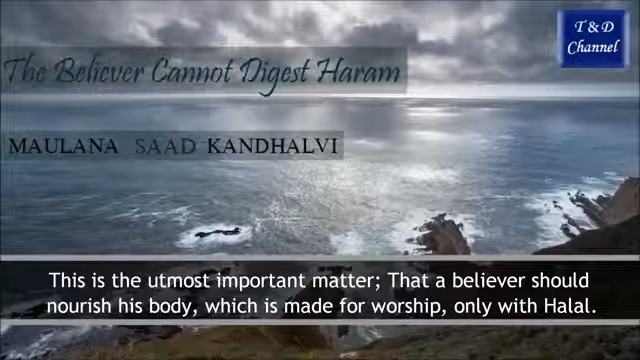 T & D
Channel
The Believer Cannot Digest Haram
MAULANA SAAD KANDHALVI
This is the utmost important matter; That a believer should
nourish his body, which is made for worship, only with Halal.